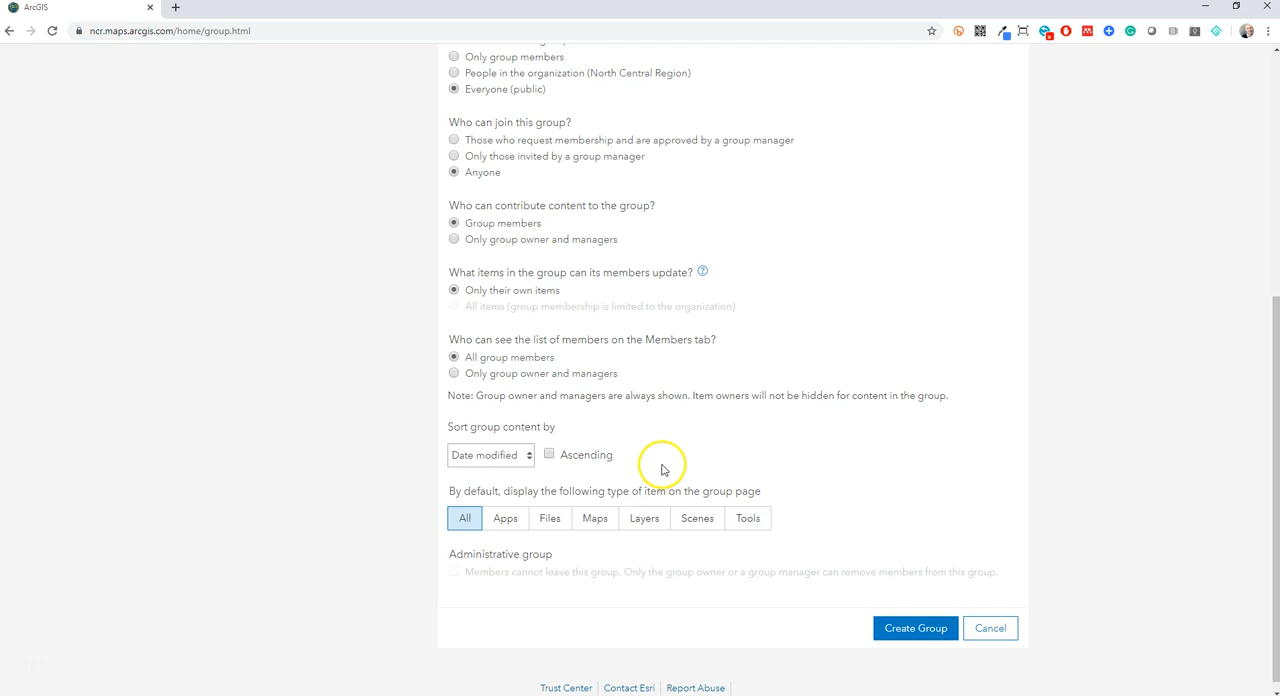 ArcGIS
ncr.maps.arcgis.com/home/group.html
Only group members
People in the organization (North Central Region)
Everyone (public)
Who can join this group?
Those who request membership and are approved by a group manager
Only those invited by a group manager
Anyone
Who can contribute content to the group?
Group members
Only group owner and managers
What items in the group can its members update?
Only their own items
All items (group membership is limited to the organization)
Who can see the list of members on the Members tab?
All group members
Only group owner and managers
Note: Group owner and managers are always shown. Item owners will not be hidden for content in the group.
Sort group content by
Date modified Ascending
By default, display the following type of item on the group page
All Apps Files Maps Layers Scenes Tools
Administrative group
Members cannot leave this group. Only the group owner or a group manager can remove members from this group.
Create Group Cancel
Trust Center Contact Esri Report Abuse